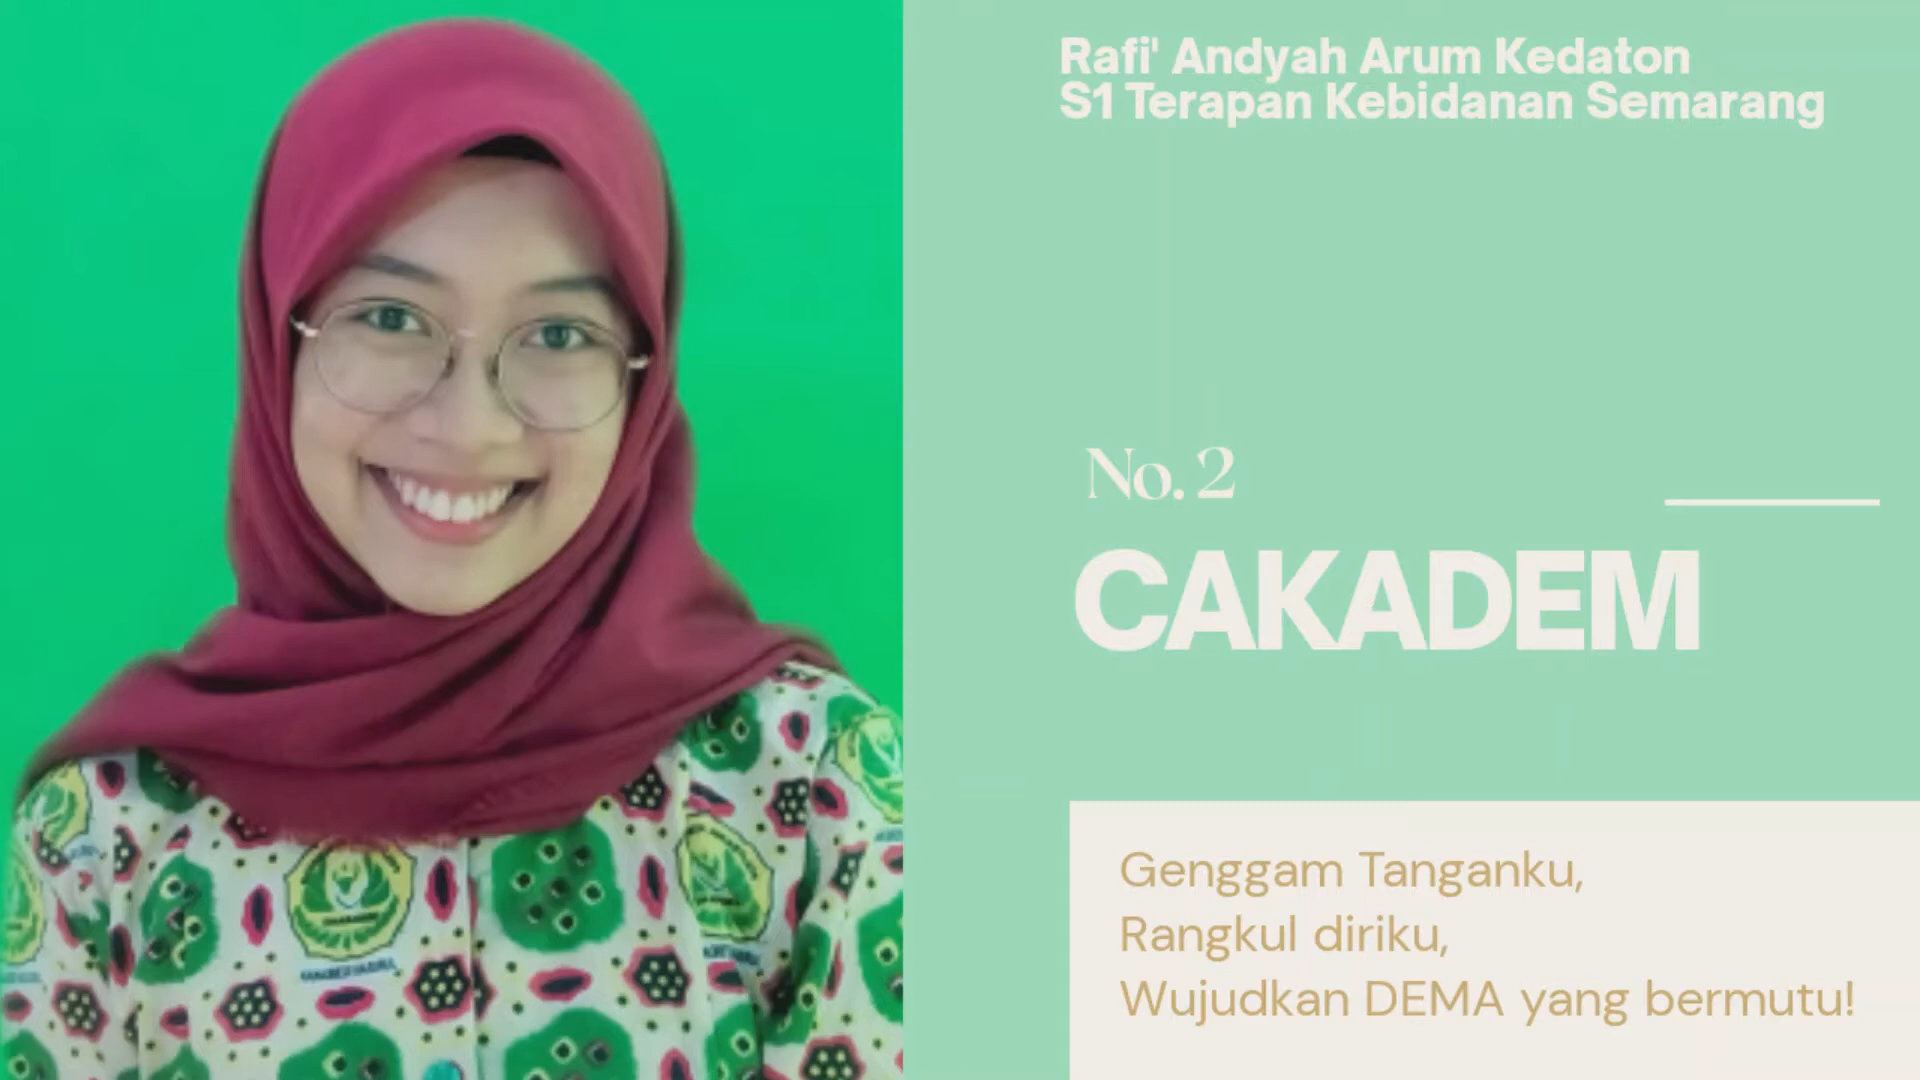 Rafi' Andyah Arum Kedaton
S1 Terapan Kebidanan Semarang
No. 2
CAKADEM
Genggam Tanganku,
Rangkul diriku,
Wujudkan DEMA yang bermutu!